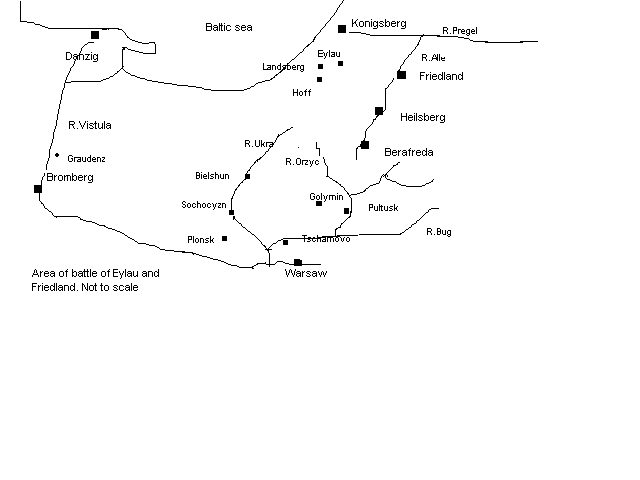 Konigsberg
Baltic sea
R.Pregel
Danzig
Eylau
R.Alle
Landsberg
Friedland
Hoff
Heilsberg
R.Vistula
R.Ukra
Berafreda
Graudenz
R.Orzyc
Bromberg
Bielshun
Golymin
Sochocyzn
Pultusk
Plonsk
Tscharnovo
R.Bug
Warsaw
Area of battle of Eylau and
Friedland. Not to scale